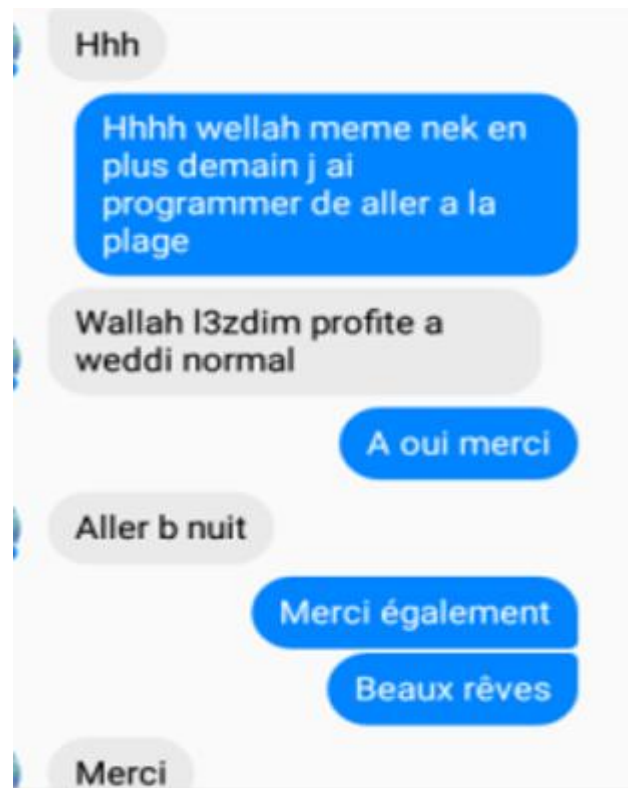 Hhh
Hhhh wellah meme nek en
plus demain j ai
programmer de aller a la
plage
Wallah l3zdim profite a
weddi normal
A oui merci
Aller b nuit
Merci également
Beaux rêves
Merci